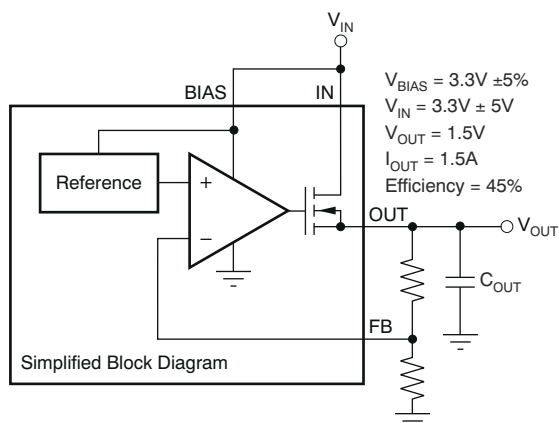 V_IN
BIAS
IN
V_BIAS = 3.3V ±5%
V_IN = 3.3V ± 5V
V_OUT = 1.5V
I_OUT = 1.5A
Efficiency = 45%
Reference
+
−
OUT
V_OUT
C_OUT
FB
Simplified Block Diagram